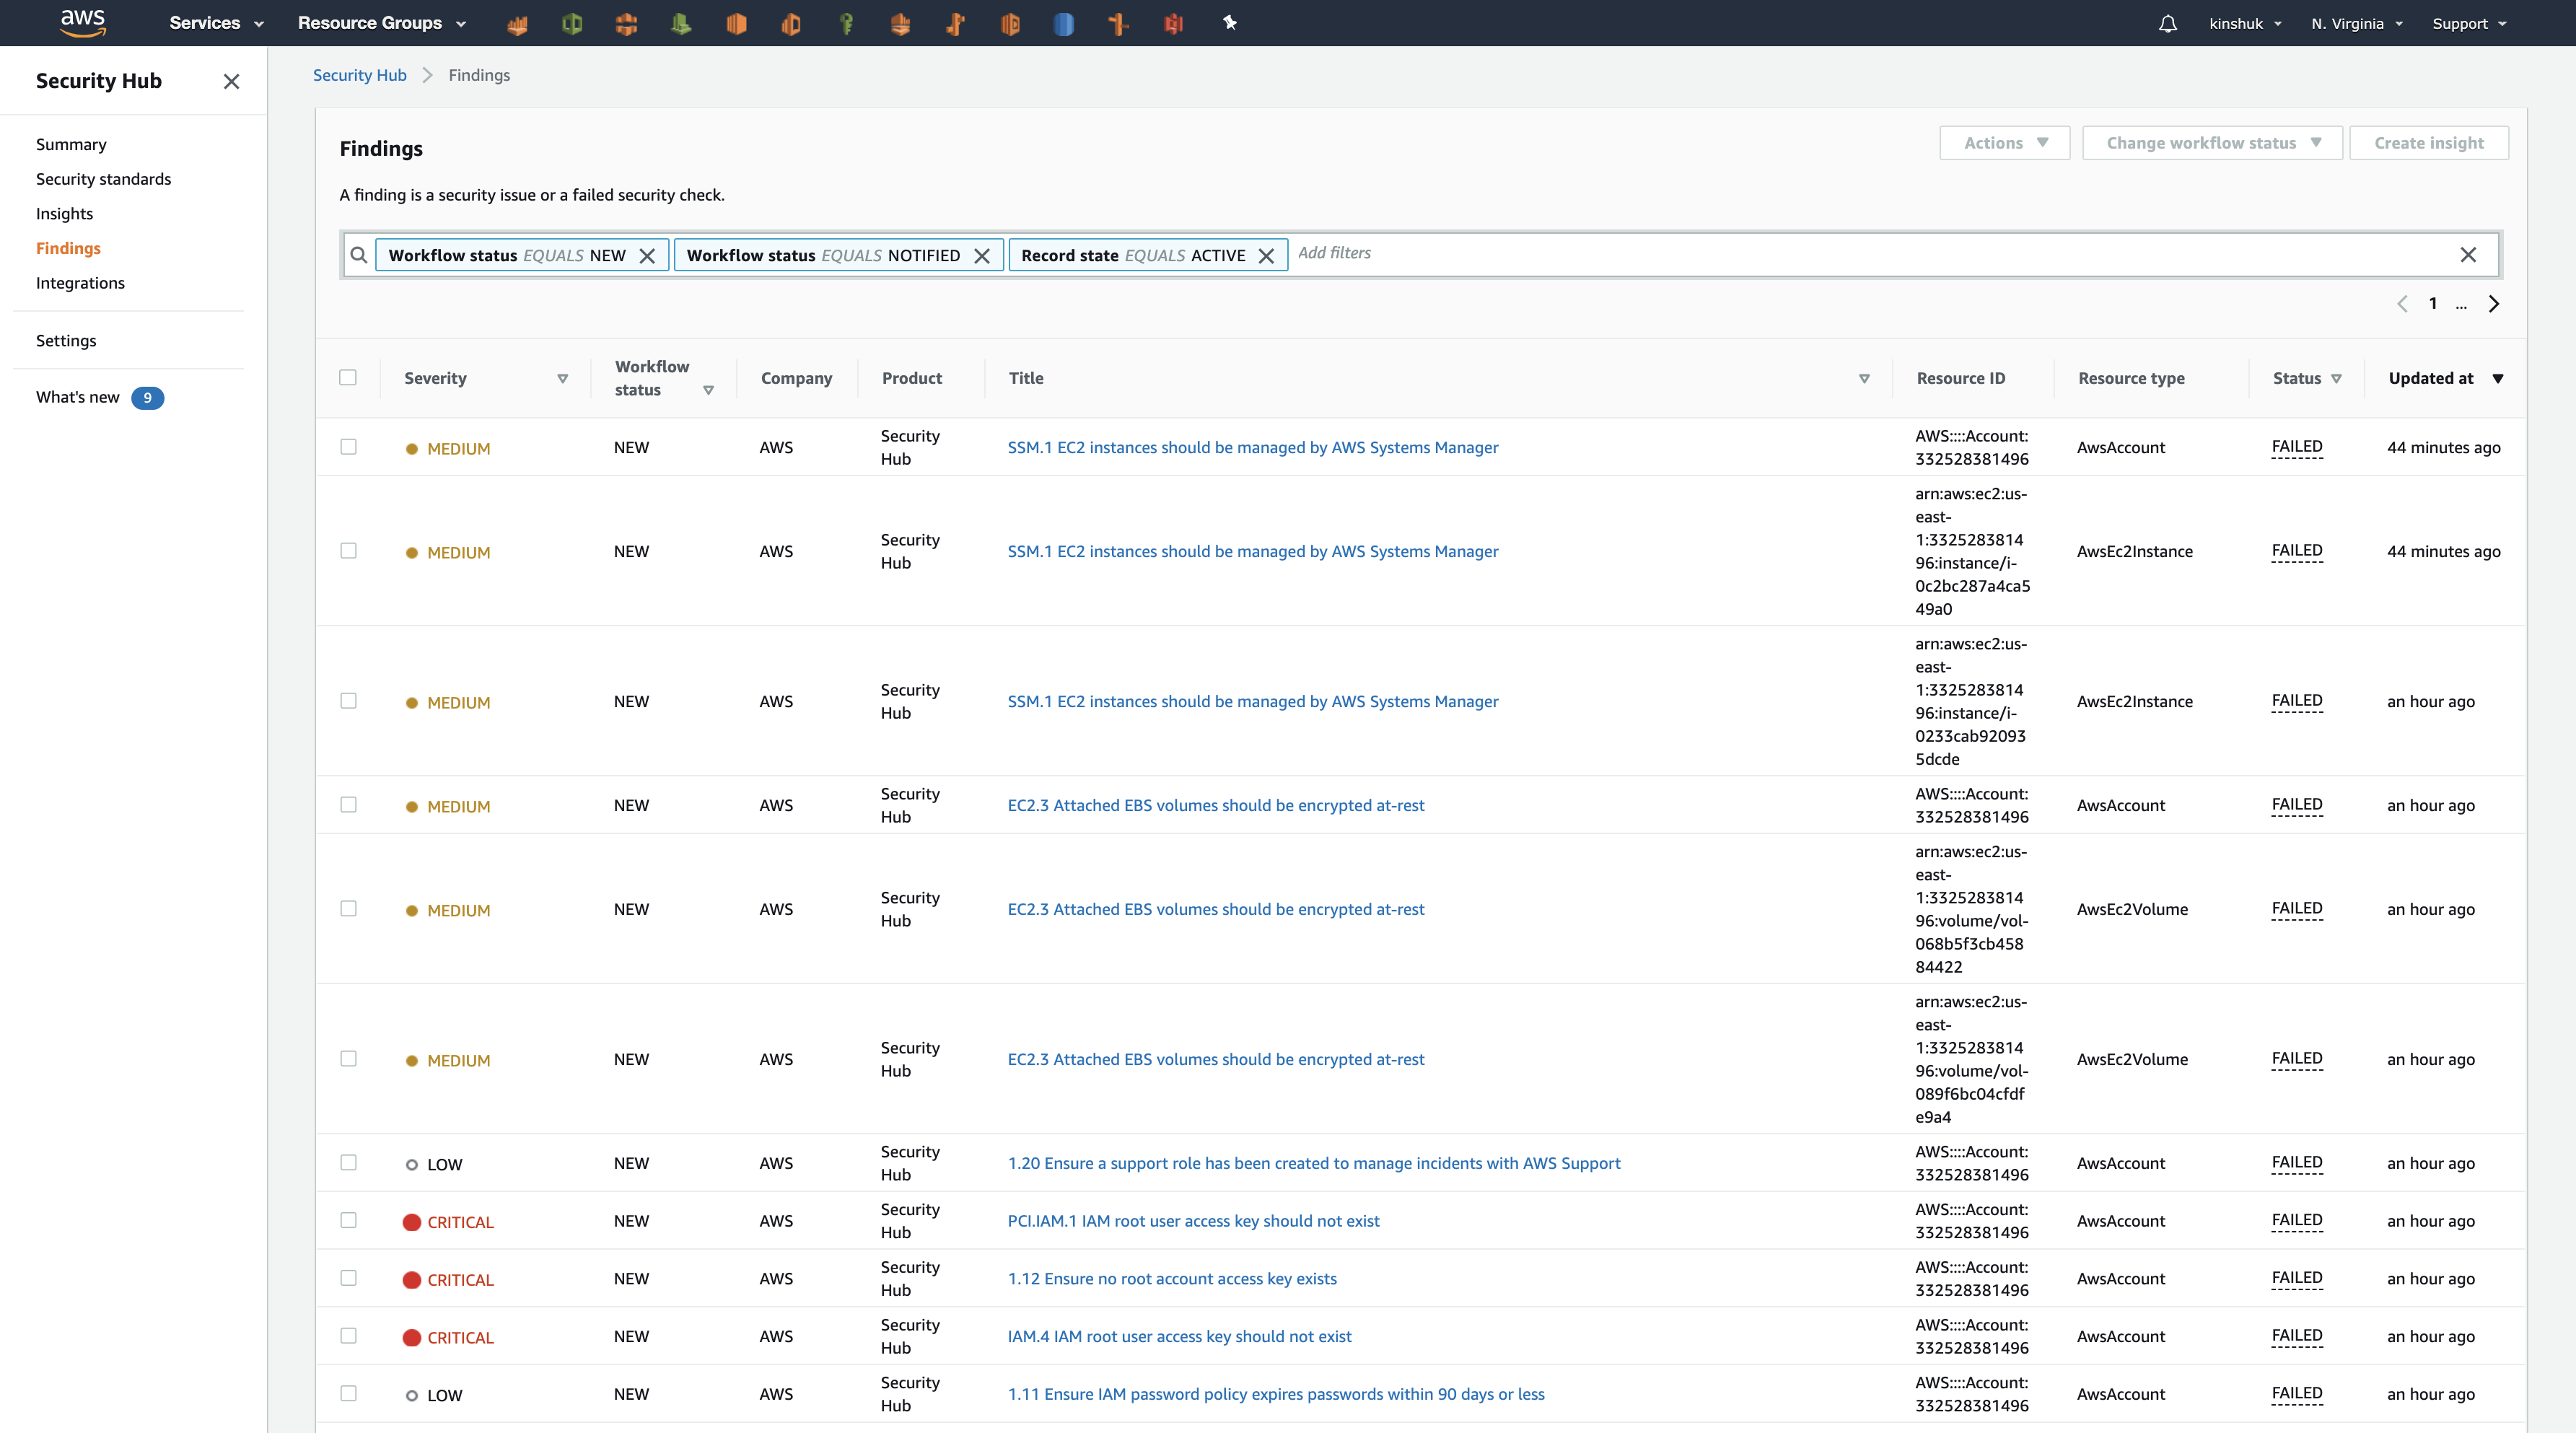 aws Services Resource Groups kinshuk N. Virginia Support
Security Hub
Summary
Security standards
Insights
Findings
Integrations
Settings
What's new 9
Security Hub Findings
Findings
Actions Change workflow status Create insight
A finding is a security issue or a failed security check.
Workflow status EQUALS NEW Workflow status EQUALS NOTIFIED Record state EQUALS ACTIVE Add filters
1 ...
Severity Workflow status Company Product Title Resource ID Resource type Status Updated at
MEDIUM NEW AWS Security Hub SSM.1 EC2 instances should be managed by AWS Systems Manager AWS::::Account:332528381496 AwsAccount FAILED 44 minutes ago
MEDIUM NEW AWS Security Hub SSM.1 EC2 instances should be managed by AWS Systems Manager arn:aws:ec2:us-east-1:332528381496:instance/i-0c2bc287a4ca549a0 AwsEc2Instance FAILED 44 minutes ago
MEDIUM NEW AWS Security Hub SSM.1 EC2 instances should be managed by AWS Systems Manager arn:aws:ec2:us-east-1:332528381496:instance/i-0233cab920935dcde AwsEc2Instance FAILED an hour ago
MEDIUM NEW AWS Security Hub EC2.3 Attached EBS volumes should be encrypted at-rest AWS::::Account:332528381496 AwsAccount FAILED an hour ago
MEDIUM NEW AWS Security Hub EC2.3 Attached EBS volumes should be encrypted at-rest arn:aws:ec2:us-east-1:332528381496:volume/vol-068b5f3cb45884422 AwsEc2Volume FAILED an hour ago
MEDIUM NEW AWS Security Hub EC2.3 Attached EBS volumes should be encrypted at-rest arn:aws:ec2:us-east-1:332528381496:volume/vol-089f6bc04cfdfe9a4 AwsEc2Volume FAILED an hour ago
LOW NEW AWS Security Hub 1.20 Ensure a support role has been created to manage incidents with AWS Support AWS::::Account:332528381496 AwsAccount FAILED an hour ago
CRITICAL NEW AWS Security Hub PCI.IAM.1 IAM root user access key should not exist AWS::::Account:332528381496 AwsAccount FAILED an hour ago
CRITICAL NEW AWS Security Hub 1.12 Ensure no root account access key exists AWS::::Account:332528381496 AwsAccount FAILED an hour ago
CRITICAL NEW AWS Security Hub IAM.4 IAM root user access key should not exist AWS::::Account:332528381496 AwsAccount FAILED an hour ago
LOW NEW AWS Security Hub 1.11 Ensure IAM password policy expires passwords within 90 days or less AWS::::Account:332528381496 AwsAccount FAILED an hour ago